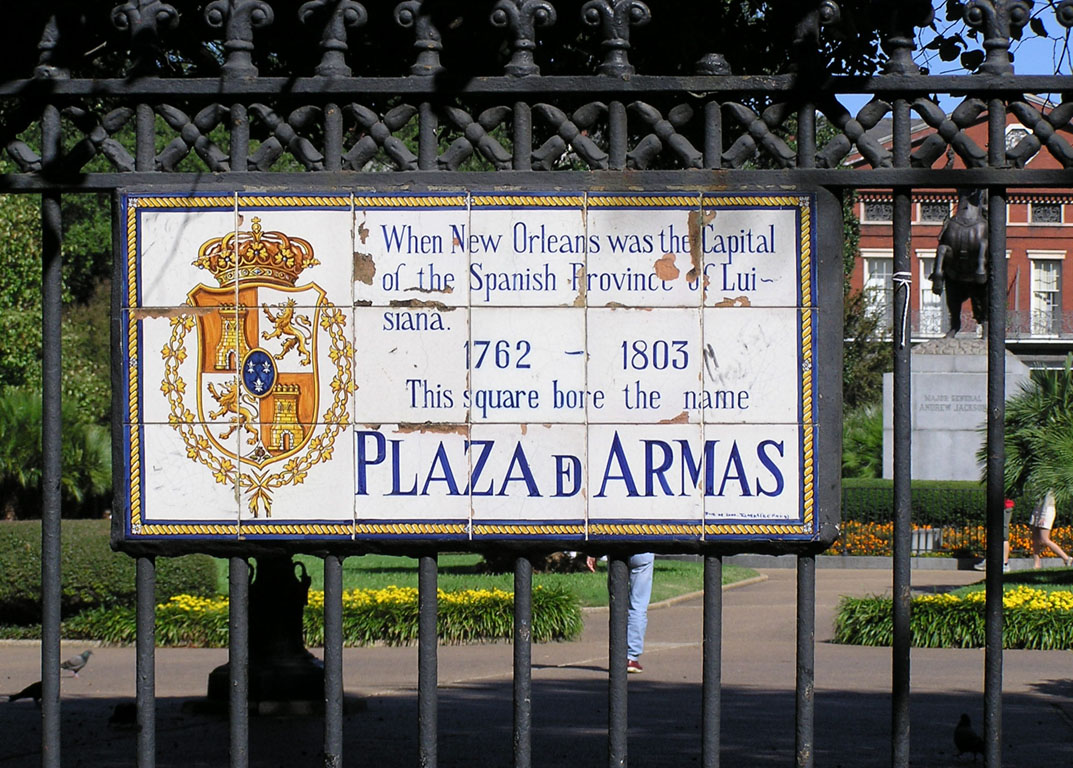 When New Orleans was the Capital
of the Spanish Province of Lui~
siana.
1762 – 1803
This square bore the name
PLAZA Đ ARMAS
MAJOR GENERAL
ANDREW JACKSON